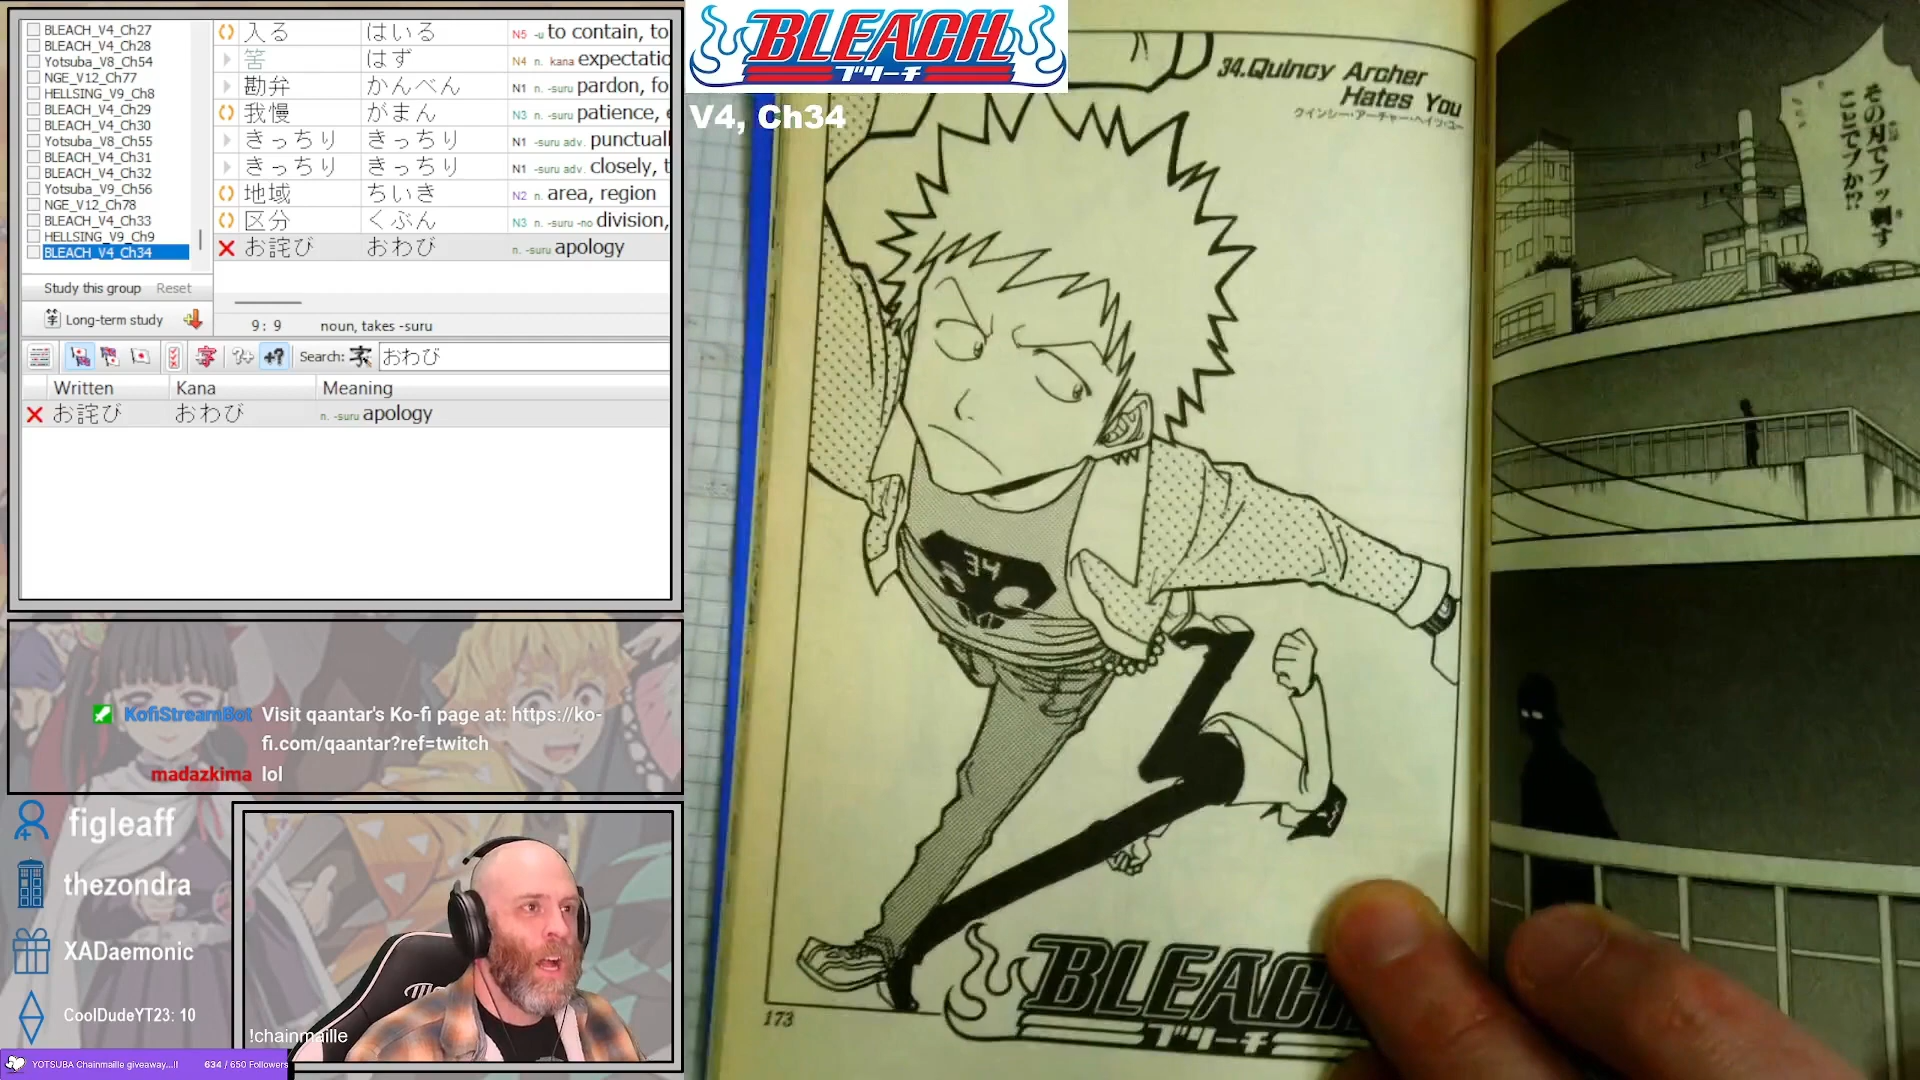 BLEACH_V4_Ch27
BLEACH_V4_Ch28
Yotsuba_V8_Ch54
NGE_V12_Ch77
HELLSING_V9_Ch8
BLEACH_V4_Ch29
BLEACH_V4_Ch30
Yotsuba_V8_Ch55
BLEACH_V4_Ch31
BLEACH_V4_Ch32
Yotsuba_V9_Ch56
NGE_V12_Ch78
BLEACH_V4_Ch33
HELLSING_V9_Ch9
BLEACH_V4_Ch34
Study this group Reset
Long-term study
入る はいる N5 -u to contain, to
筈 はず N4 n. kana expectatio
勘弁 かんべん N1 n. -suru pardon, fo
我慢 がまん N3 n. -suru patience, e
きっちり きっちり N1 -suru adv. punctuall
きっちり きっちり N1 -suru adv. closely, t
地域 ちいき N2 n. area, region
区分 くぶん N3 n. -suru -no division,
お詫び おわび n. -suru apology
9: 9 noun, takes -suru
Search: おわび
Written Kana Meaning
お詫び おわび n. -suru apology
KofiStreamBot Visit qaantar's Ko-fi page at: https://ko-
fi.com/qaantar?ref=twitch
madazkima lol
figleaff
thezondra
XADaemonic
CoolDudeYT23: 10
YOTSUBA Chainmaille giveaway...!! 634 / 650 Followers
!chainmaille
BLEACH
ブリーチ
V4, Ch34
34.Quincy Archer
Hates You
クインシー・アーチャー・ヘイツ・ユー
34
BLEACH
ブリーチ
173
その刃でブッ刺す
ことでブか!?